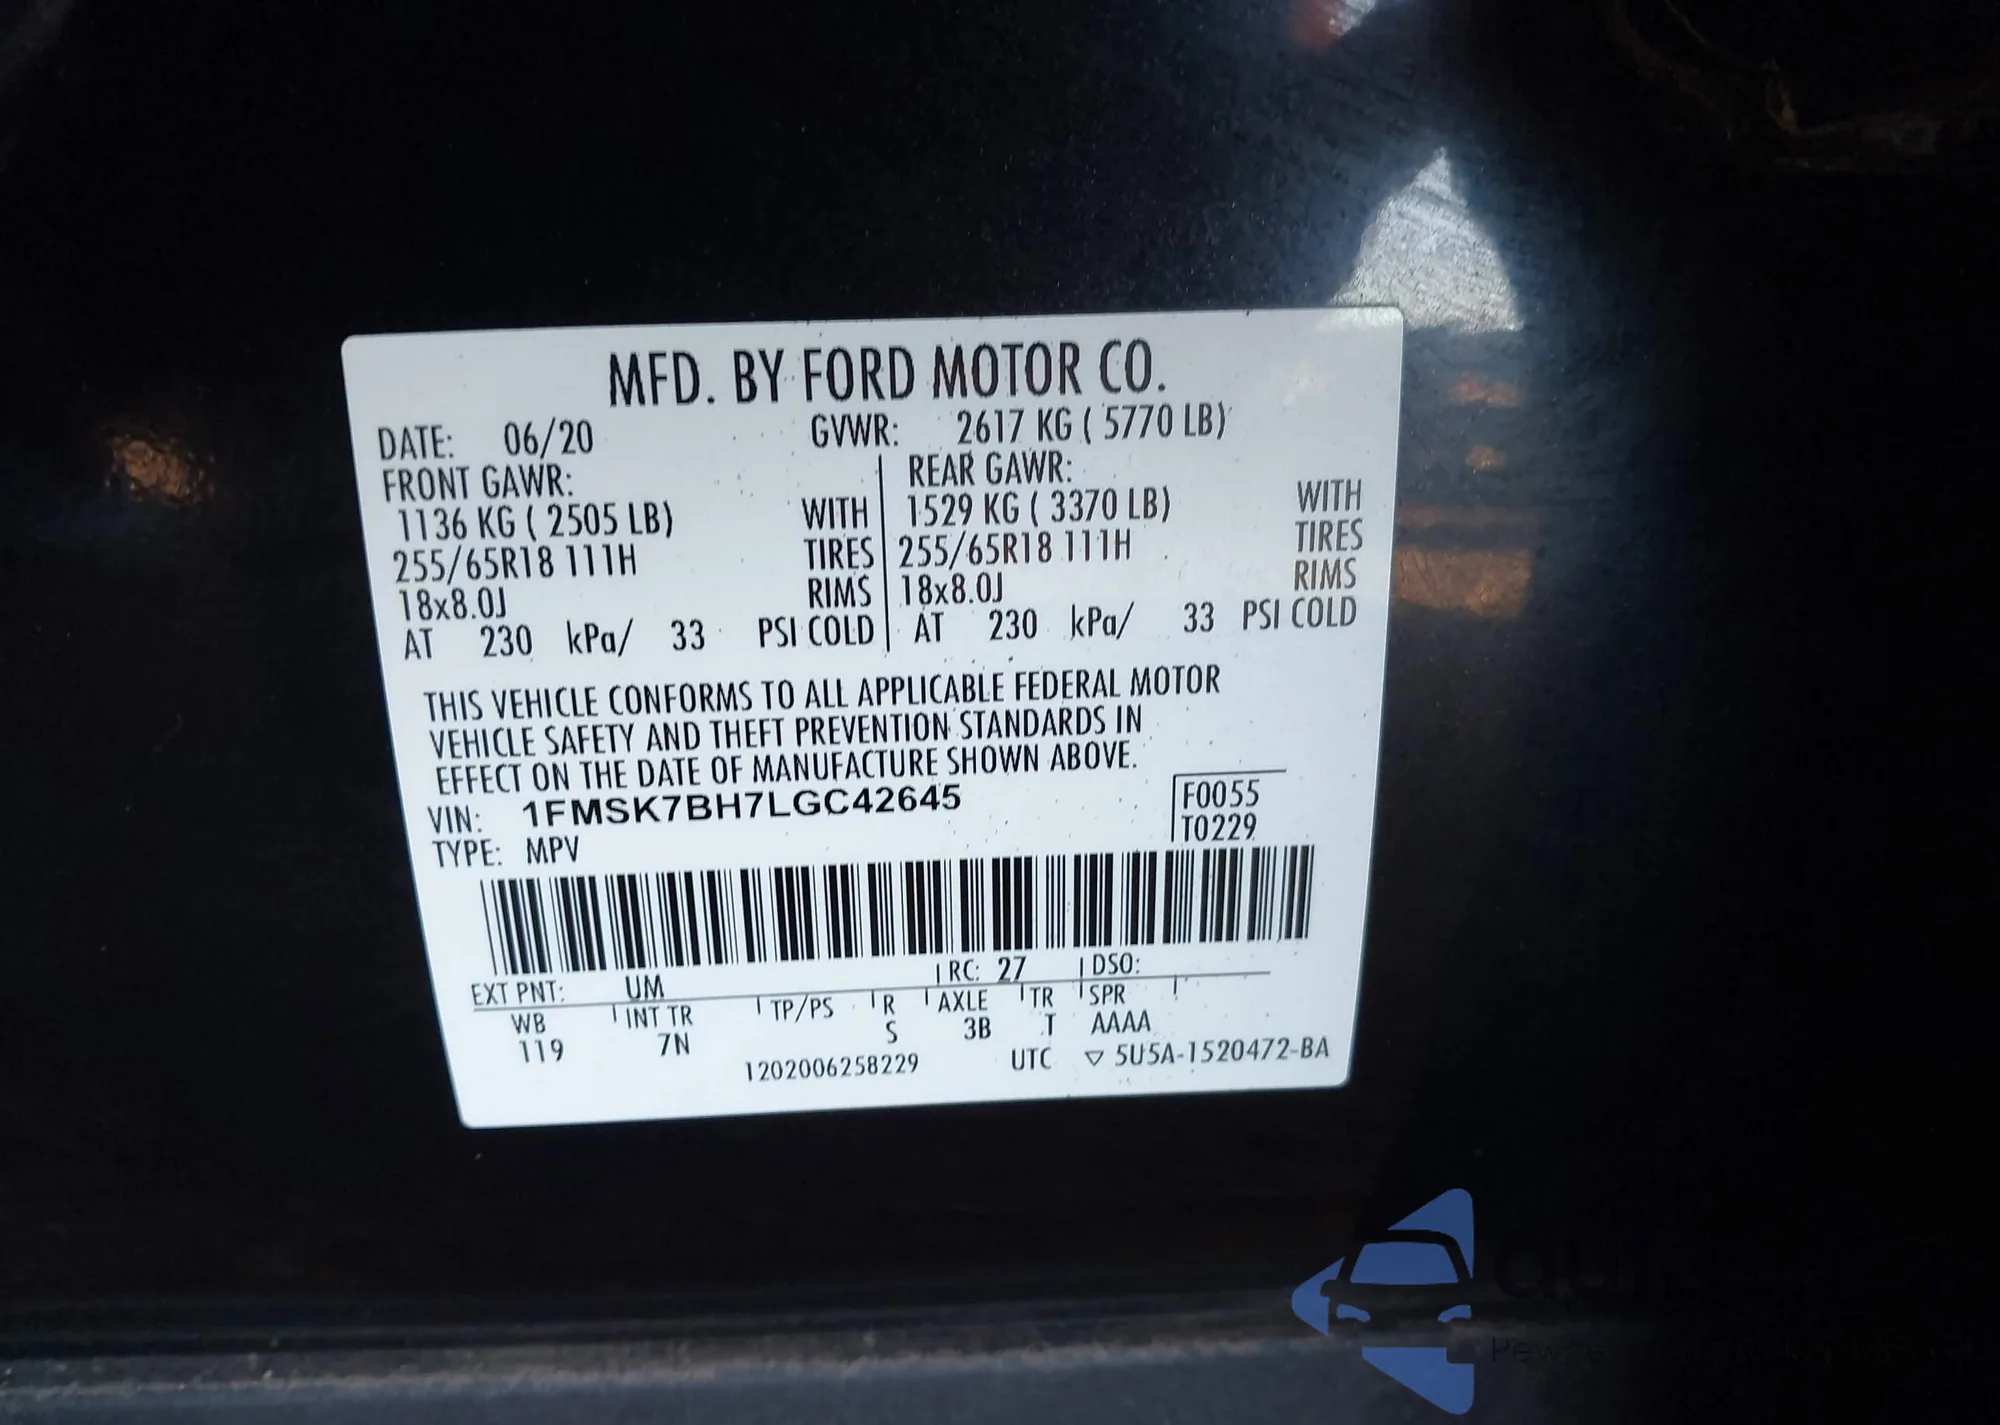 MFD. BY FORD MOTOR CO.
DATE: 06/20 GVWR: 2617 KG ( 5770 LB)
FRONT GAWR: REAR GAWR:
1136 KG ( 2505 LB) WITH 1529 KG ( 3370 LB) WITH
255/65R18 111H TIRES 255/65R18 111H TIRES
18x8.0J RIMS 18x8.0J RIMS
AT 230 kPa/ 33 PSI COLD AT 230 kPa/ 33 PSI COLD
THIS VEHICLE CONFORMS TO ALL APPLICABLE FEDERAL MOTOR
VEHICLE SAFETY AND THEFT PREVENTION STANDARDS IN
EFFECT ON THE DATE OF MANUFACTURE SHOWN ABOVE.
VIN: 1FMSK7BH7LGC42645 F0055
TYPE: MPV T0229
EXT PNT: UM RC: 27 DSO:
WB INT TR TP/PS R AXLE TR SPR
119 7N S 3B T AAAA
1202006258229 UTC ▽ 5U5A-1520472-BA